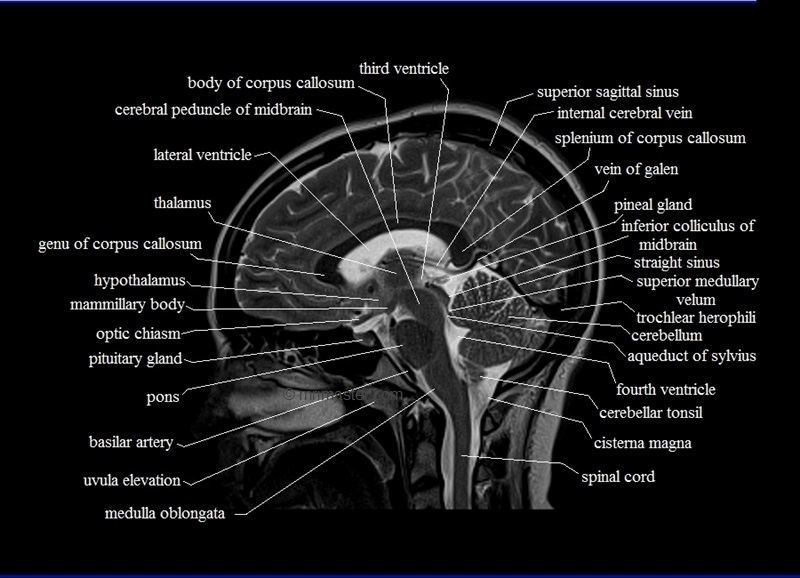 third ventricle
body of corpus callosum
cerebral peduncle of midbrain
lateral ventricle
thalamus
genu of corpus callosum
hypothalamus
mammillary body
optic chiasm
pituitary gland
pons
basilar artery
uvula elevation
medulla oblongata
superior sagittal sinus
internal cerebral vein
splenium of corpus callosum
vein of galen
pineal gland
inferior colliculus of
midbrain
straight sinus
superior medullary
velum
trochlear herophili
cerebellum
aqueduct of sylvius
fourth ventricle
cerebellar tonsil
cisterna magna
spinal cord